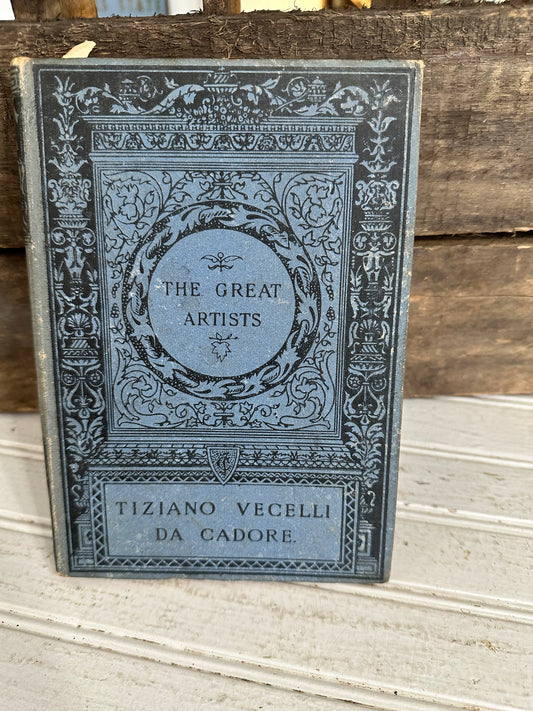 THE GREAT
ARTISTS
TIZIANO VECELLI
DA CADORE.